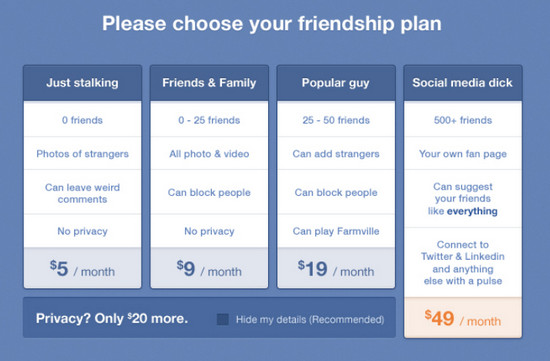 Please choose your friendship plan
Just stalking
0 friends
Photos of strangers
Can leave weird
comments
No privacy
$5 / month
Friends & Family
0 - 25 friends
All photo & video
Can block people
No privacy
$9 / month
Popular guy
25 - 50 friends
Can add strangers
Can block people
Can play Farmville
$19 / month
Social media dick
500+ friends
Your own fan page
Can suggest
your friends
like everything
Connect to
Twitter & Linkedin
and anything
else with a pulse
$49 / month
Privacy? Only $20 more.
Hide my details (Recommended)